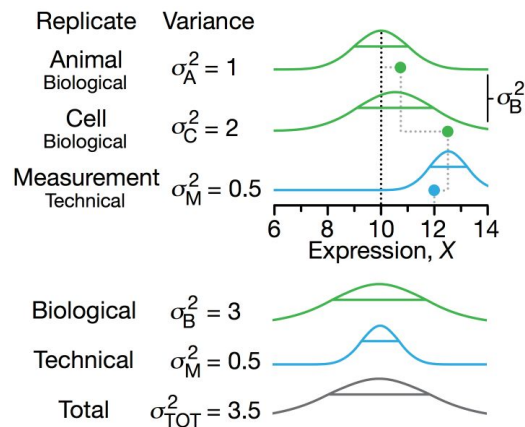 Replicate Variance
Animal
Biological
σ²A = 1
Cell
Biological
σ²C = 2
σ²B
Measurement
Technical
σ²M = 0.5
6 8 10 12 14
Expression, X
Biological σ²B = 3
Technical σ²M = 0.5
Total σ²TOT = 3.5